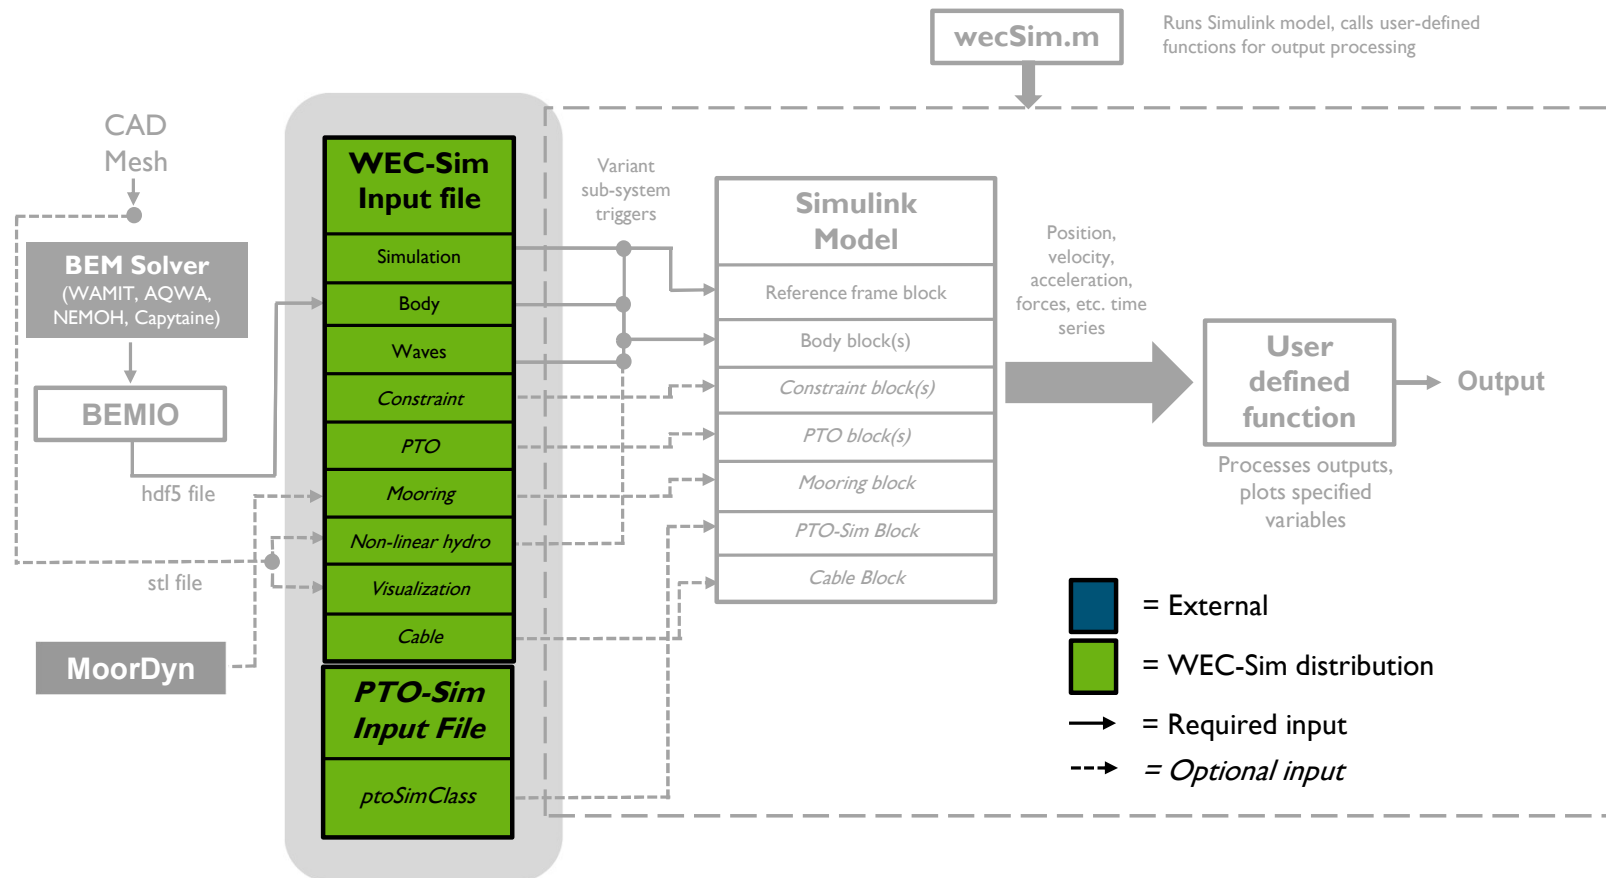 wecSim.m
Runs Simulink model, calls user-defined
functions for output processing
CAD
Mesh
BEM Solver
(WAMIT, AQWA,
NEMOH, Capytaine)
BEMIO
hdf5 file
stl file
MoorDyn
WEC-Sim
Input file
Simulation
Body
Waves
Constraint
PTO
Mooring
Non-linear hydro
Visualization
Cable
PTO-Sim
Input File
ptoSimClass
Variant
sub-system
triggers
Simulink
Model
Reference frame block
Body block(s)
Constraint block(s)
PTO block(s)
Mooring block
PTO-Sim Block
Cable Block
Position,
velocity,
acceleration,
forces, etc. time
series
User
defined
function
Processes outputs,
plots specified
variables
Output
= External
= WEC-Sim distribution
= Required input
= Optional input